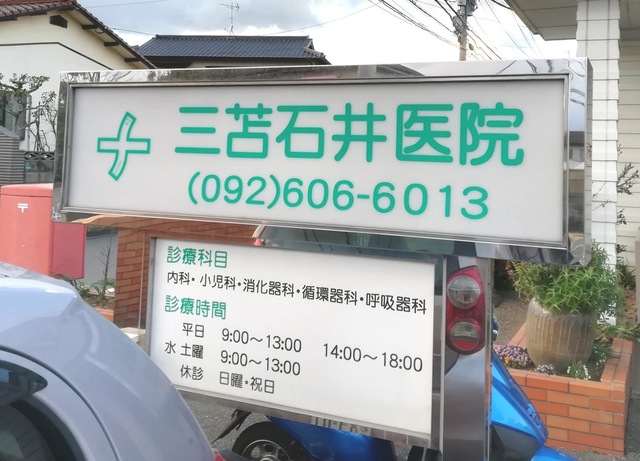 三苫石井医院
(092)606-6013
診療科目
内科・小児科・消化器科・循環器科・呼吸器科
診療時間
平日 9:00～13:00 14:00～18:00
水 土曜 9:00～13:00
休診 日曜・祝日